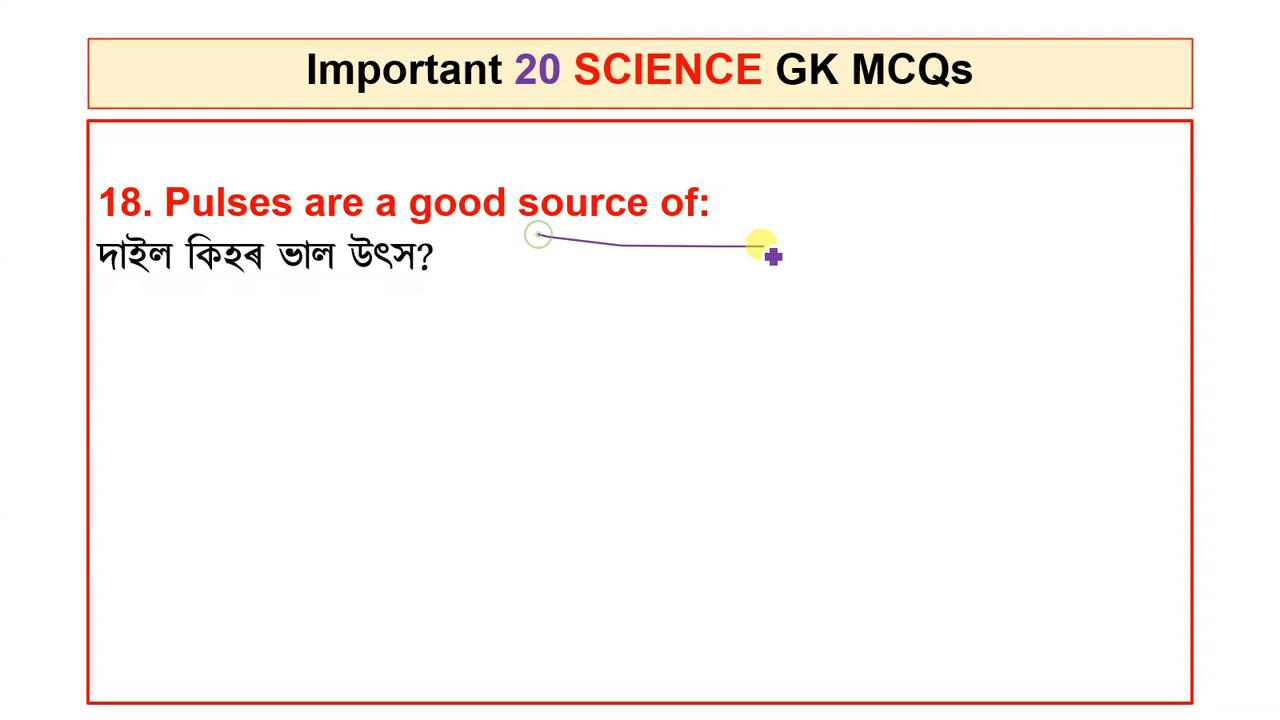 Important 20 SCIENCE GK MCQs
18. Pulses are a good source of:
দাইল কিহৰ ভাল উৎস?